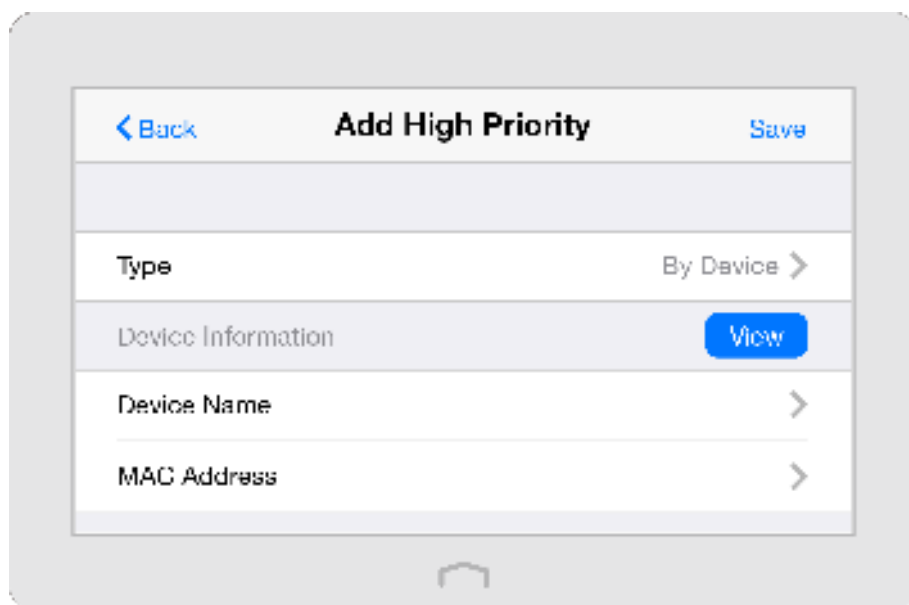 Back Add High Priority Save
Type By Device
Device Information View
Device Name
MAC Address